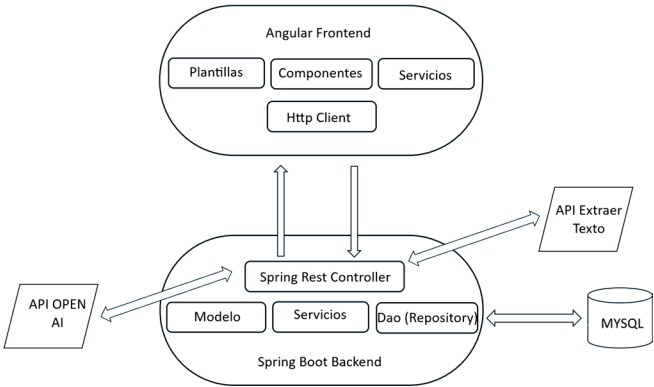 Angular Frontend
Plantillas
Componentes
Servicios
Http Client
API Extraer
Texto
Spring Rest Controller
API OPEN
AI
Modelo
Servicios
Dao (Repository)
MYSQL
Spring Boot Backend